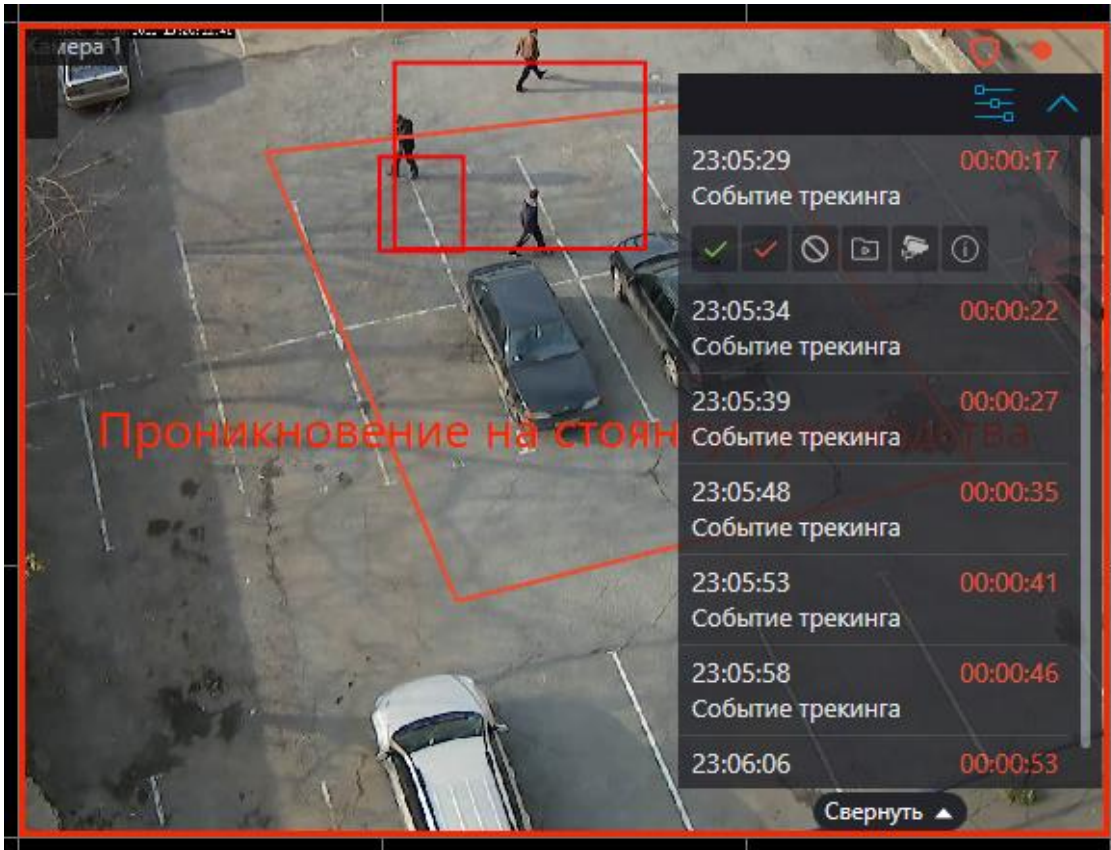 Камера 1
23:05:29 00:00:17
Событие трекинга
23:05:34 00:00:22
Событие трекинга
23:05:39 00:00:27
Проникновение на
Событие трекинга
23:05:48 00:00:35
Событие трекинга
23:05:53 00:00:41
Событие трекинга
23:05:58 00:00:46
Событие трекинга
23:06:06 00:00:53
Свернуть